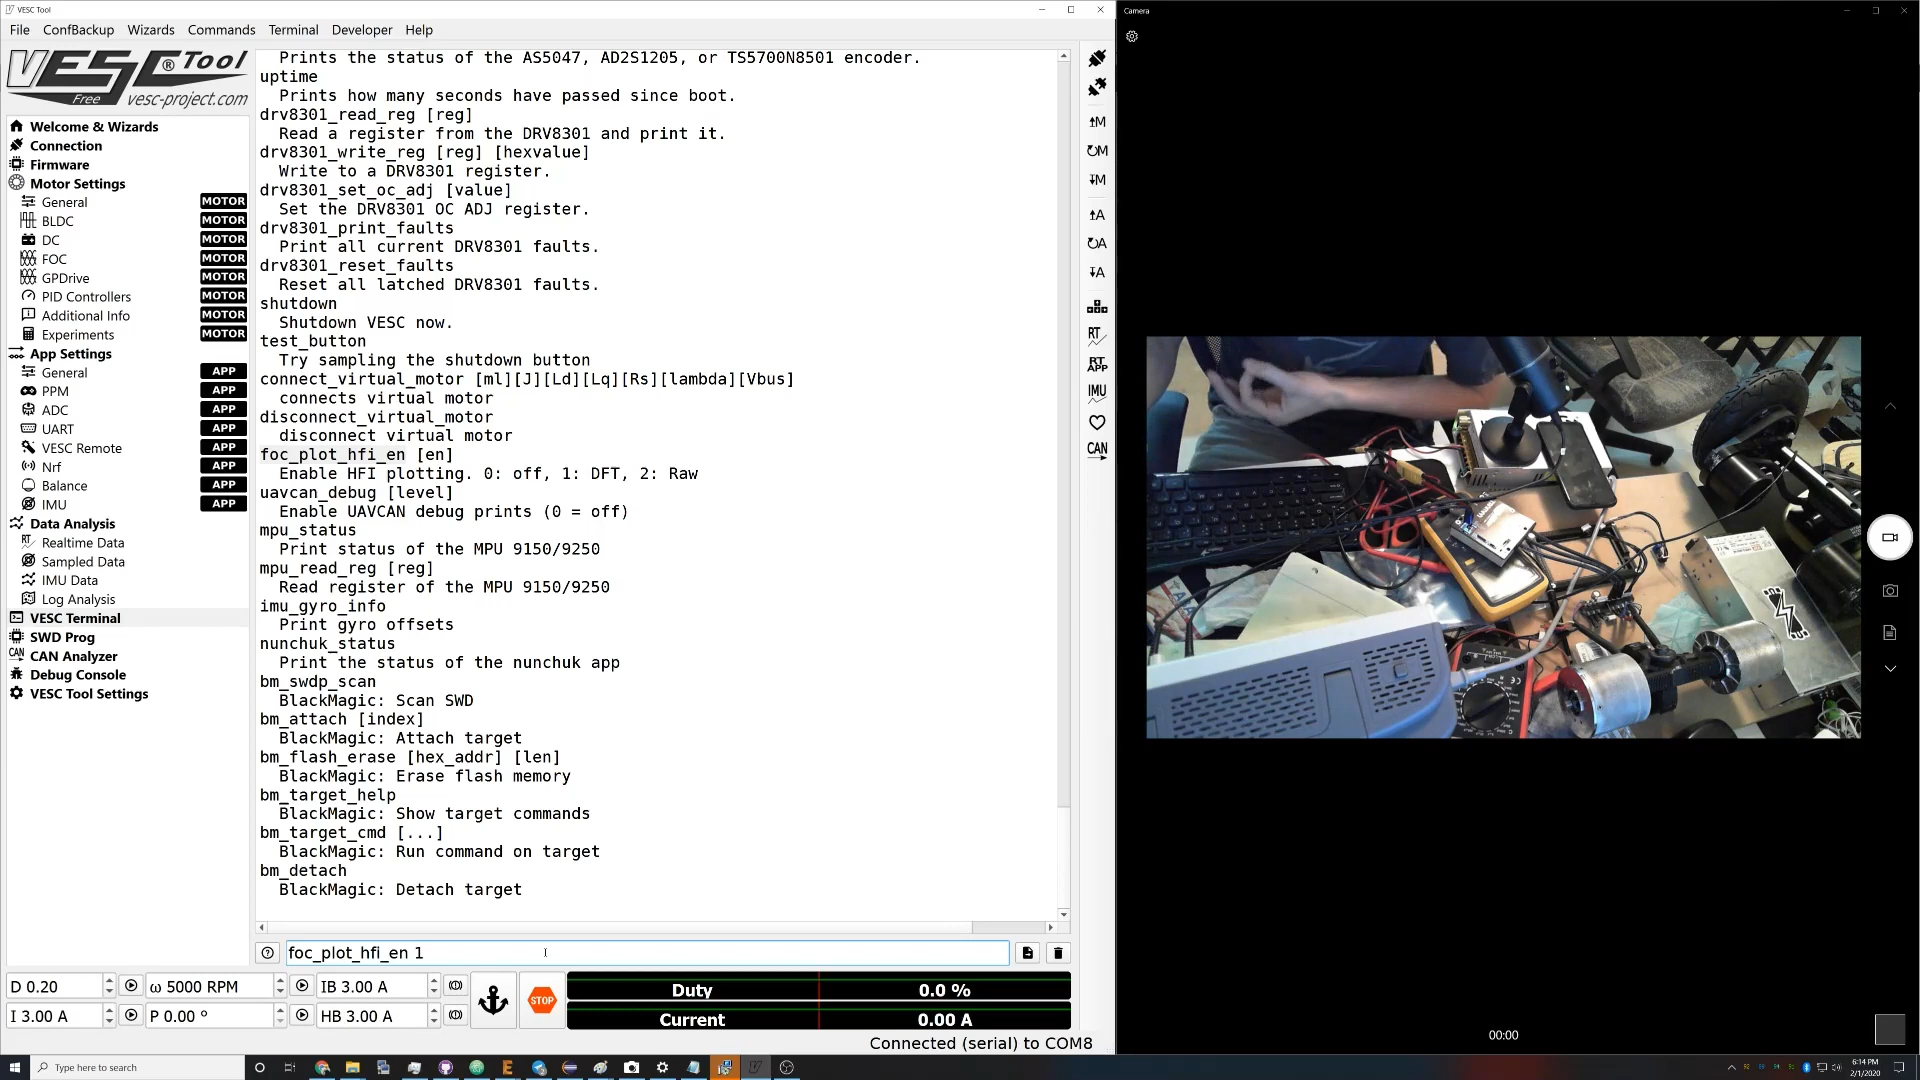 VESC Tool
File ConfBackup Wizards Commands Terminal Developer Help
VESC® Tool
Free vesc-project.com
Welcome & Wizards
Connection
Firmware
Motor Settings
General MOTOR
BLDC MOTOR
DC MOTOR
FOC MOTOR
GPDrive MOTOR
PID Controllers MOTOR
Additional Info MOTOR
Experiments MOTOR
App Settings
General APP
PPM APP
ADC APP
UART APP
VESC Remote APP
Nrf APP
Balance APP
IMU APP
Data Analysis
RT Realtime Data
Sampled Data
IMU Data
Log Analysis
VESC Terminal
SWD Prog
CAN CAN Analyzer
Debug Console
VESC Tool Settings
Prints the status of the AS5047, AD2S1205, or TS5700N8501 encoder.
uptime
Prints how many seconds have passed since boot.
drv8301_read_reg [reg]
Read a register from the DRV8301 and print it.
drv8301_write_reg [reg] [hexvalue]
Write to a DRV8301 register.
drv8301_set_oc_adj [value]
Set the DRV8301 OC ADJ register.
drv8301_print_faults
Print all current DRV8301 faults.
drv8301_reset_faults
Reset all latched DRV8301 faults.
shutdown
Shutdown VESC now.
test_button
Try sampling the shutdown button
connect_virtual_motor [ml][J][Ld][Lq][Rs][lambda][Vbus]
connects virtual motor
disconnect_virtual_motor
disconnect virtual motor
foc_plot_hfi_en [en]
Enable HFI plotting. 0: off, 1: DFT, 2: Raw
uavcan_debug [level]
Enable UAVCAN debug prints (0 = off)
mpu_status
Print status of the MPU 9150/9250
mpu_read_reg [reg]
Read register of the MPU 9150/9250
imu_gyro_info
Print gyro offsets
nunchuk_status
Print the status of the nunchuk app
bm_swdp_scan
BlackMagic: Scan SWD
bm_attach [index]
BlackMagic: Attach target
bm_flash_erase [hex_addr] [len]
BlackMagic: Erase flash memory
bm_target_help
BlackMagic: Show target commands
bm_target_cmd [...]
BlackMagic: Run command on target
bm_detach
BlackMagic: Detach target
foc_plot_hfi_en 1
D 0.20 ω 5000 RPM IB 3.00 A
I 3.00 A P 0.00 º HB 3.00 A
STOP
Duty 0.0 %
Current 0.00 A
Connected (serial) to COM8
M
M
M
A
A
A
RT
RT
APP
IMU
CAN
Camera
00:00
Type here to search
6:14 PM
2/1/2020